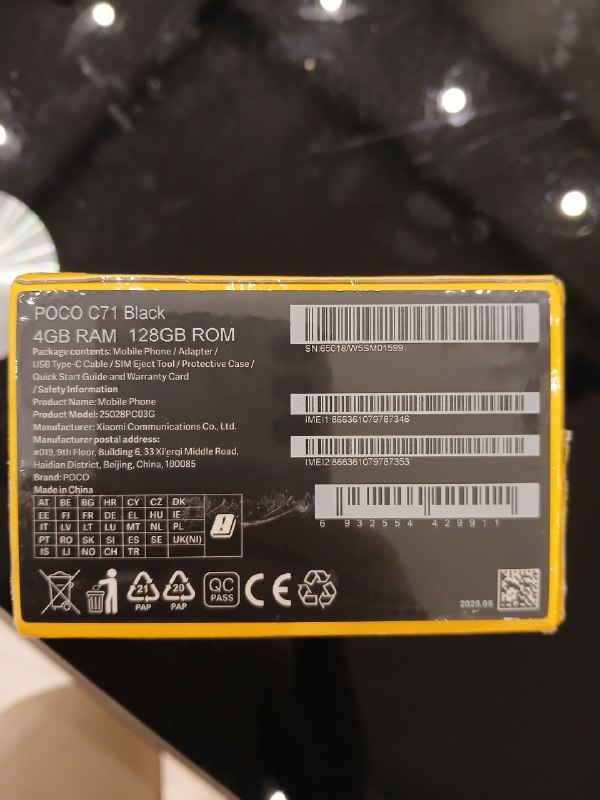 POCO C71 Black
4GB RAM 128GB ROM
Package contents: Mobile Phone / Adapter /
USB Type-C Cable / SIM Eject Tool / Protective Case /
Quick Start Guide and Warranty Card
/ Safety Information
Product Name: Mobile Phone
Product Model: 25028PC03G
Manufacturer: Xiaomi Communications Co., Ltd.
Manufacturer postal address:
#019, 9th Floor, Building 6, 33 Xi'erqi Middle Road,
Haidian District, Beijing, China, 100085
Brand: POCO
Made in China
AT BE BG HR CY CZ DK
EE FI FR DE EL HU IE
IT LV LT LU MT NL PL
PT RO SK SI ES SE UK(NI)
IS LI NO CH TR
21
PAP
20
PAP
QC
PASS
CE
SN:65018/W5SM01599
IMEI1:866361079787346
IMEI2:866361079787353
6 932554 429911
2025.05